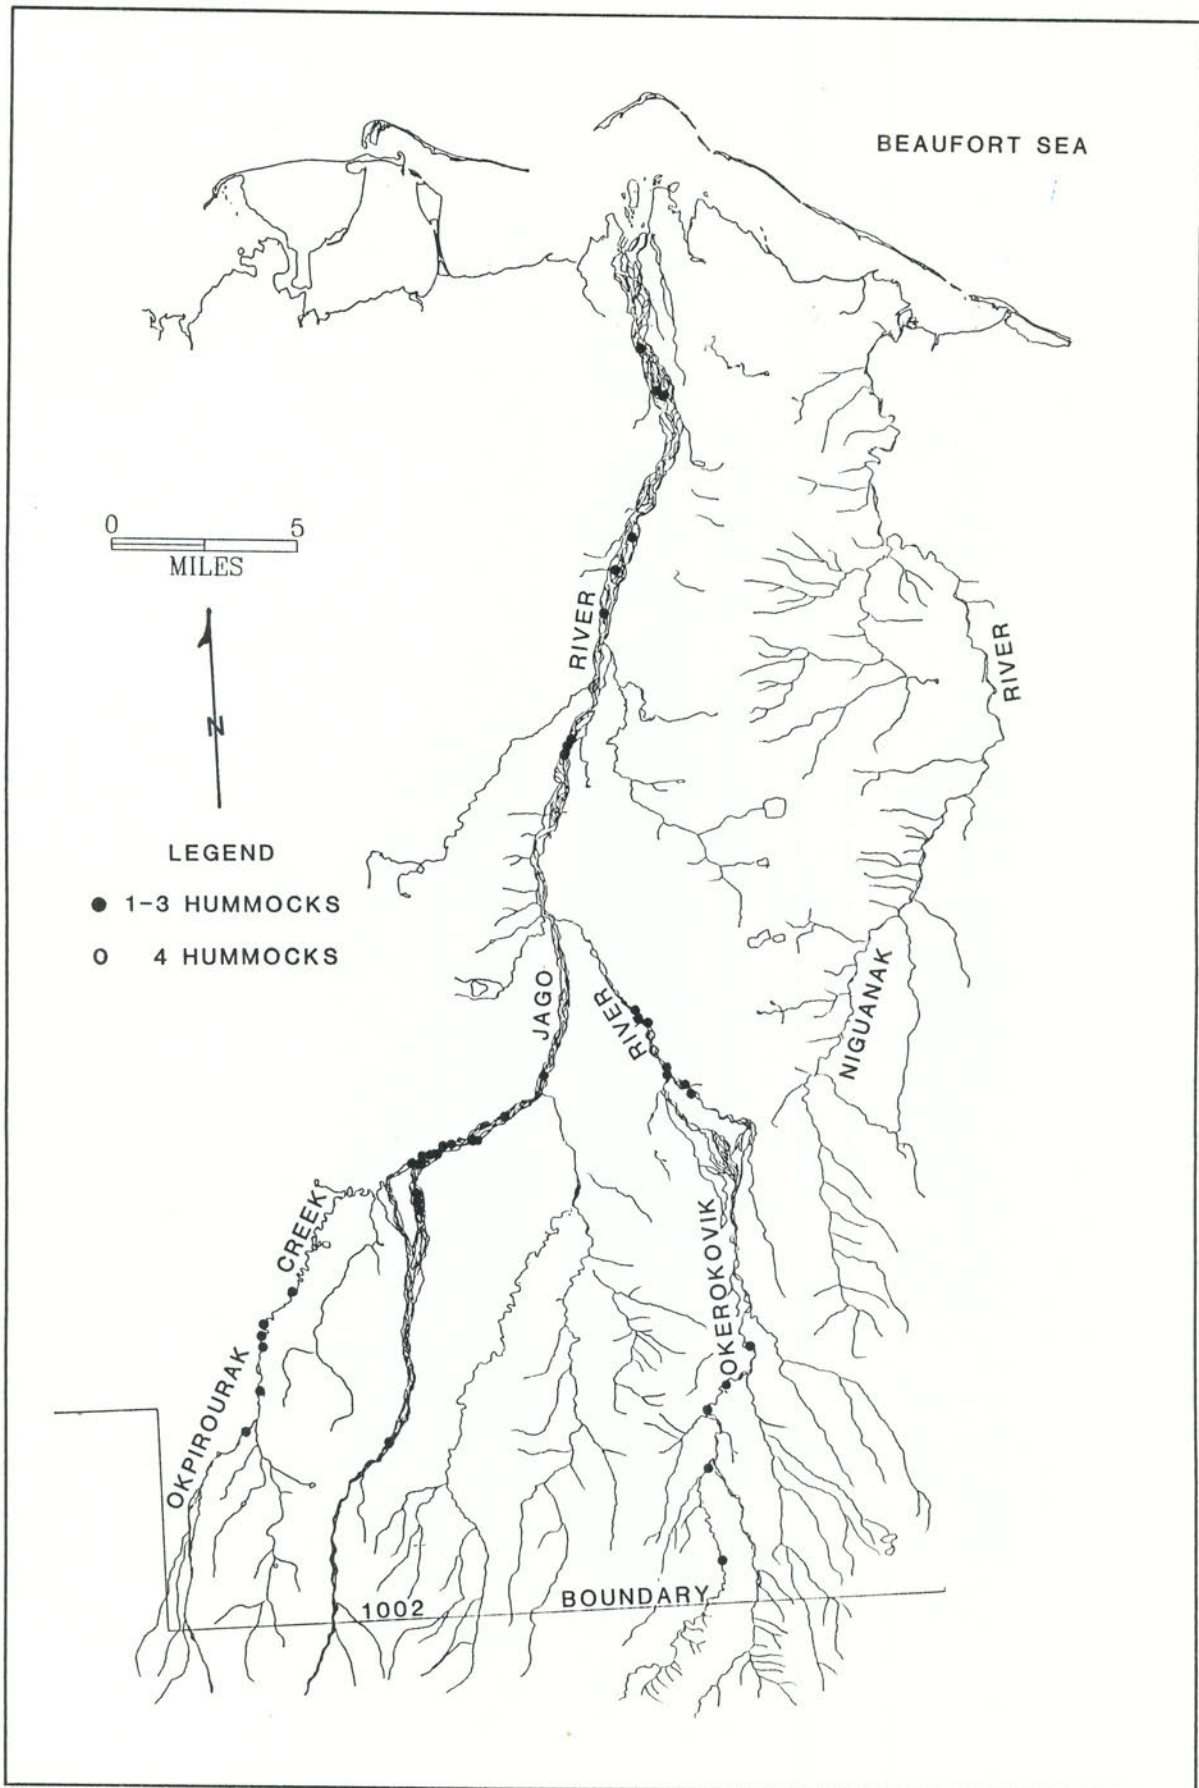 BEAUFORT SEA
0 5
MILES
N
RIVER
RIVER
LEGEND
1-3 HUMMOCKS
4 HUMMOCKS
JAGO
RIVER
NIGUANAK
CREEK
OKPIROURAK
OKEROKOVIK
1002 BOUNDARY